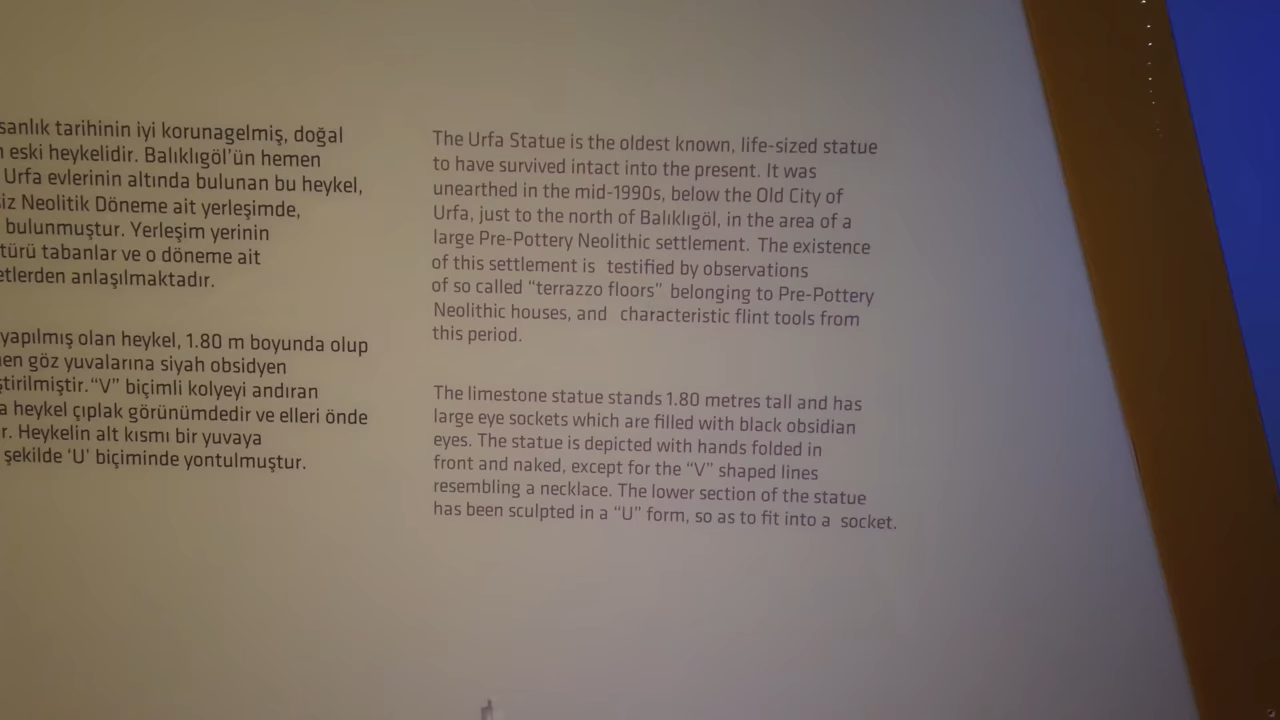 sanlık tarihinin iyi korunagelmiş, doğal
eski heykelidir. Balıklıgöl'ün hemen
Urfa evlerinin altında bulunan bu heykel,
Neolitik Döneme ait yerleşimde,
bulunmuştur. Yerleşim yerinin
türü tabanlar ve o döneme ait
etlerden anlaşılmaktadır.
yapılmış olan heykel, 1.80 m boyunda olup
göz yuvalarına siyah obsidyen
ştirilmiştir. “V” biçimli kolyeyi andıran
heykel çıplak görünümdedir ve elleri önde
r. Heykelin alt kısmı bir yuvaya
şekilde ‘U’ biçiminde yontulmuştur.
The Urfa Statue is the oldest known, life-sized statue
to have survived intact into the present. It was
unearthed in the mid-1990s, below the Old City of
Urfa, just to the north of Balıklıgöl, in the area of a
large Pre-Pottery Neolithic settlement. The existence
of this settlement is testified by observations
of so called “terrazzo floors” belonging to Pre-Pottery
Neolithic houses, and characteristic flint tools from
this period.
The limestone statue stands 1.80 metres tall and has
large eye sockets which are filled with black obsidian
eyes. The statue is depicted with hands folded in
front and naked, except for the “V” shaped lines
resembling a necklace. The lower section of the statue
has been sculpted in a “U” form, so as to fit into a socket.